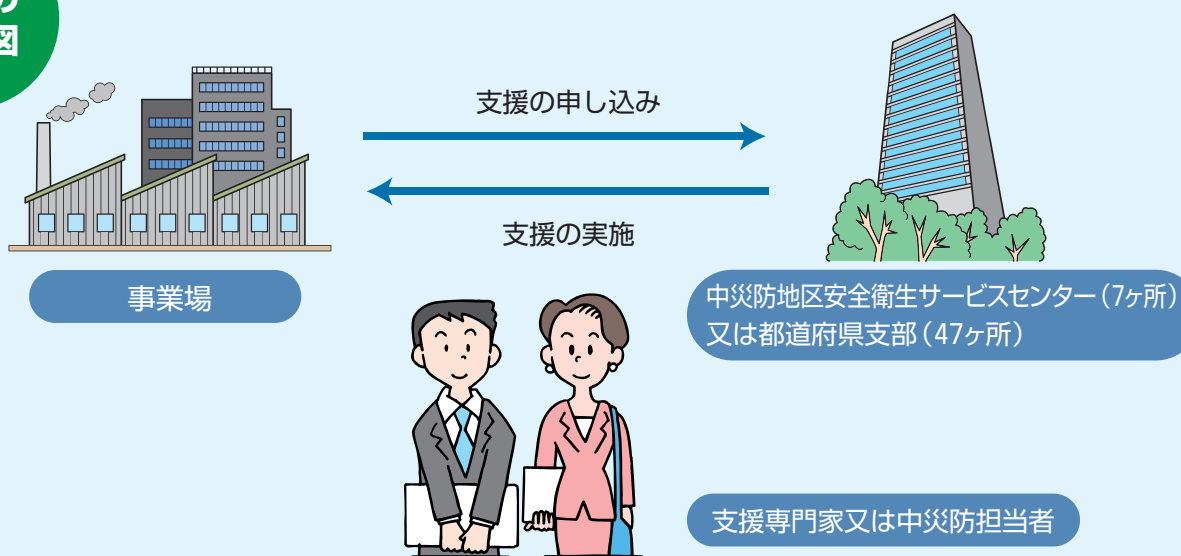 の
図
支援の申し込み
支援の実施
事業場
中災防地区安全衛生サービスセンター(7ヶ所)
又は都道府県支部(47ヶ所)
支援専門家又は中災防担当者